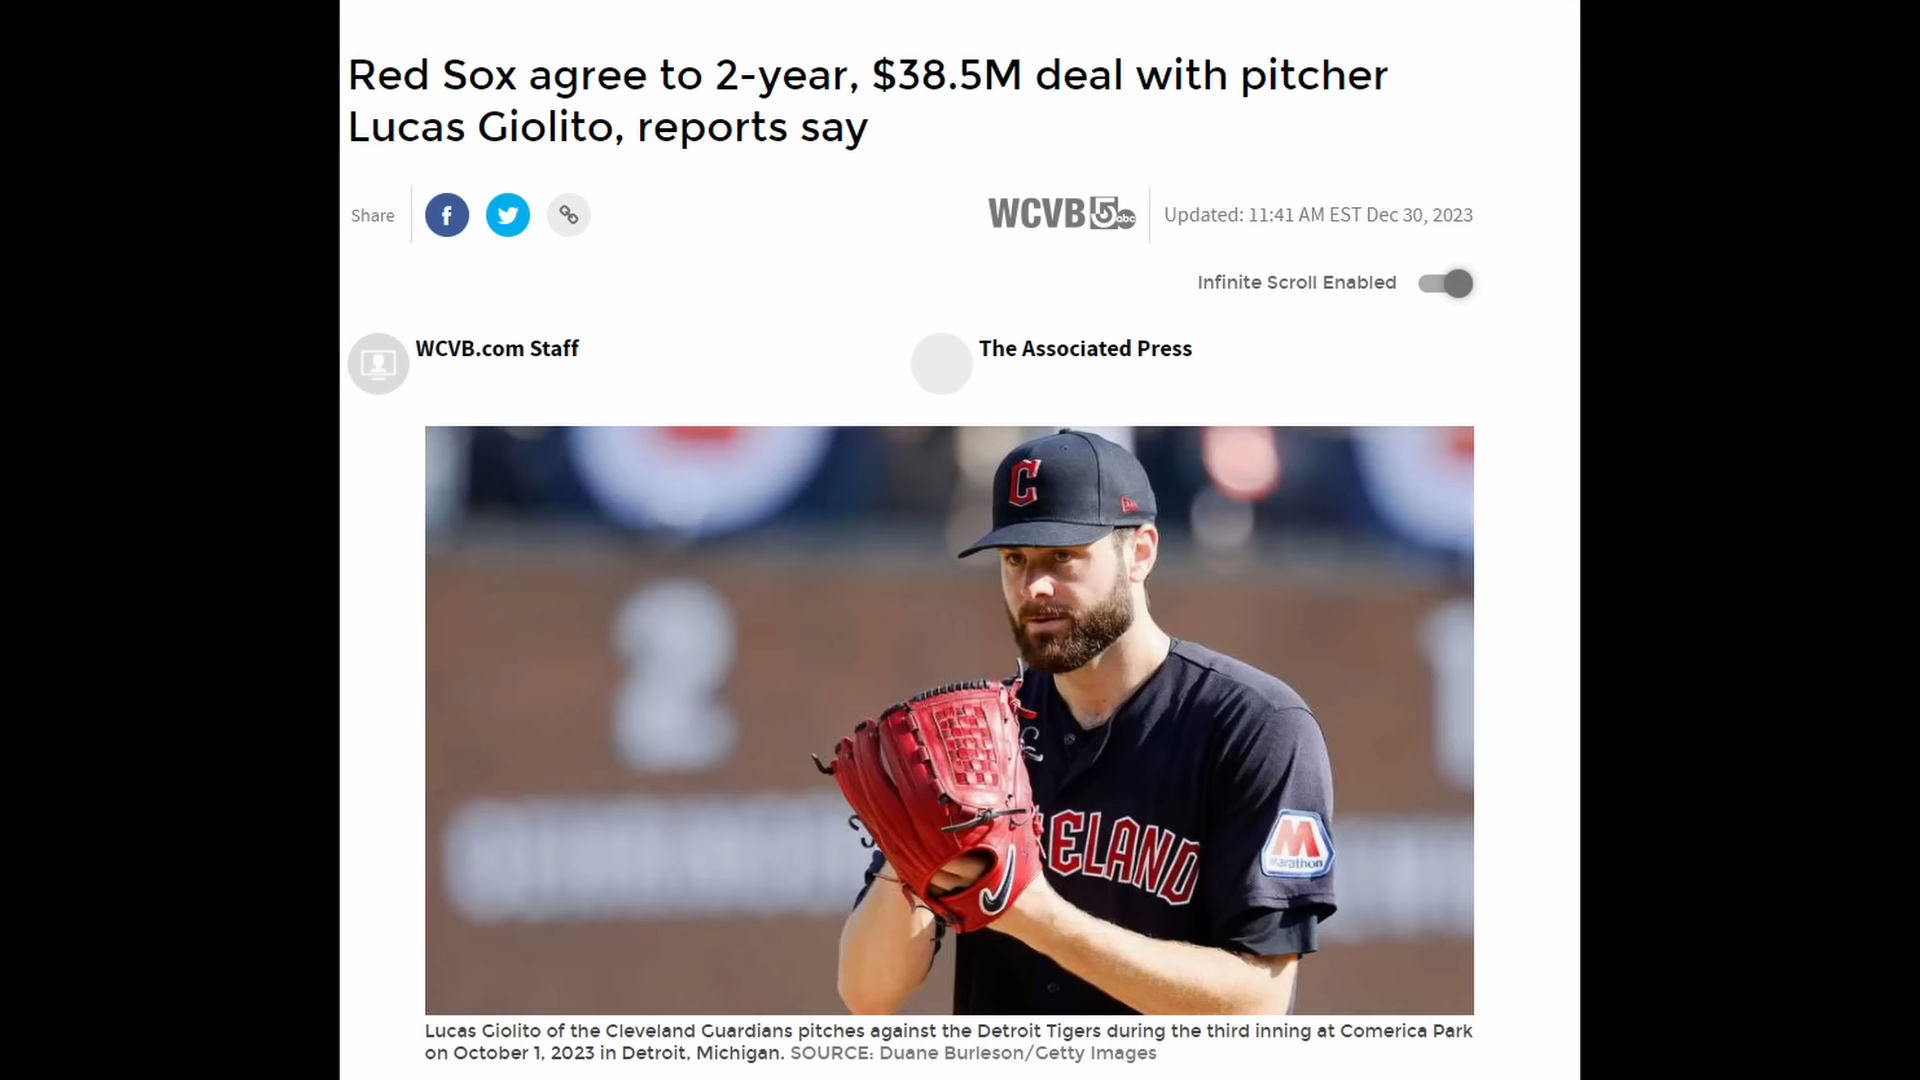 Red Sox agree to 2-year, $38.5M deal with pitcher
Lucas Giolito, reports say
Share
WCVB 5 abc
Updated: 11:41 AM EST Dec 30, 2023
Infinite Scroll Enabled
WCVB.com Staff
The Associated Press
C
2
ELAND
M
Marathon
Lucas Giolito of the Cleveland Guardians pitches against the Detroit Tigers during the third inning at Comerica Park
on October 1, 2023 in Detroit, Michigan. SOURCE: Duane Burleson/Getty Images